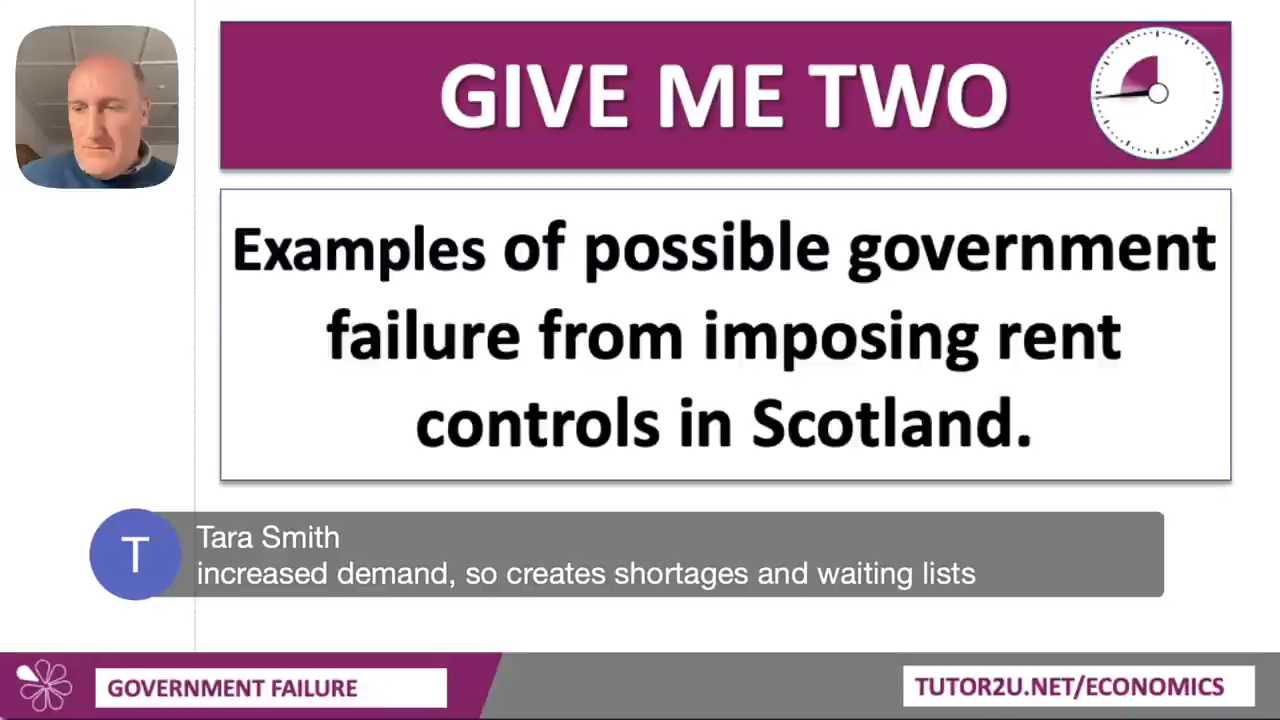 GIVE ME TWO
Examples of possible government
failure from imposing rent
controls in Scotland.
T
Tara Smith
increased demand, so creates shortages and waiting lists
GOVERNMENT FAILURE
TUTOR2U.NET/ECONOMICS